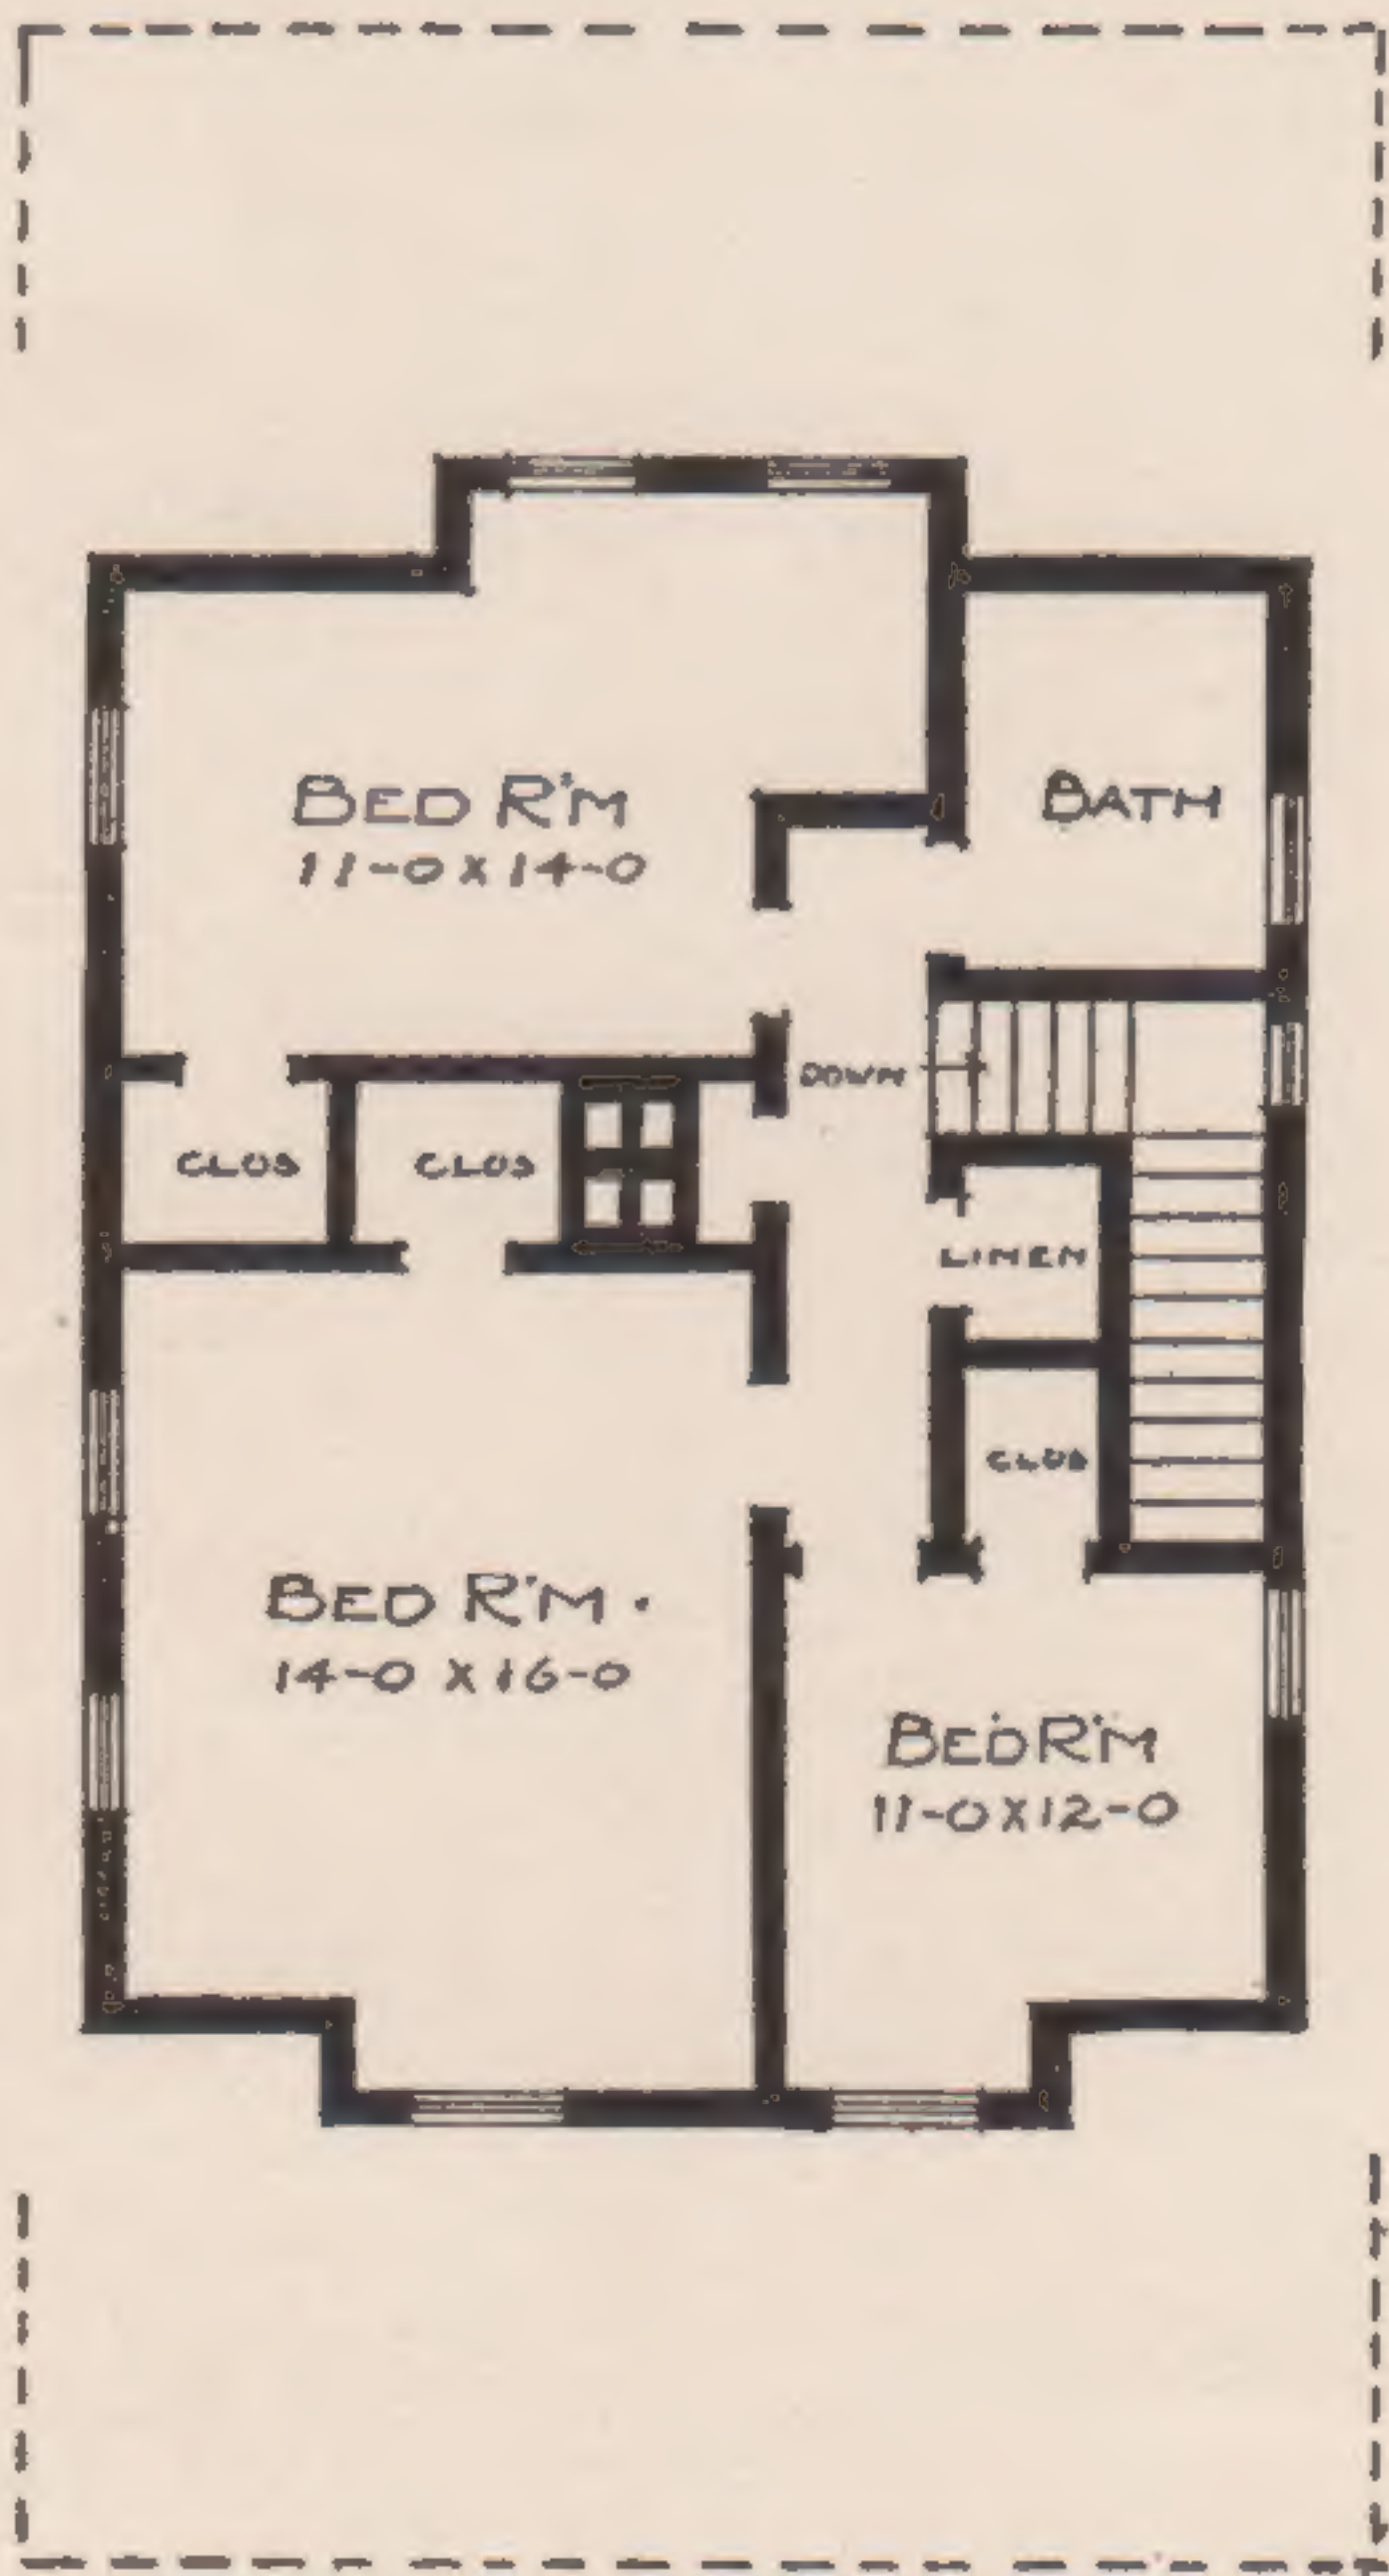 BED R'M
11-0 X 14-0
BATH
DOWN
CLOS
CLOS
LINEN
CLOS
BED R'M.
14-0 X 16-0
BED R'M
11-0 X 12-0